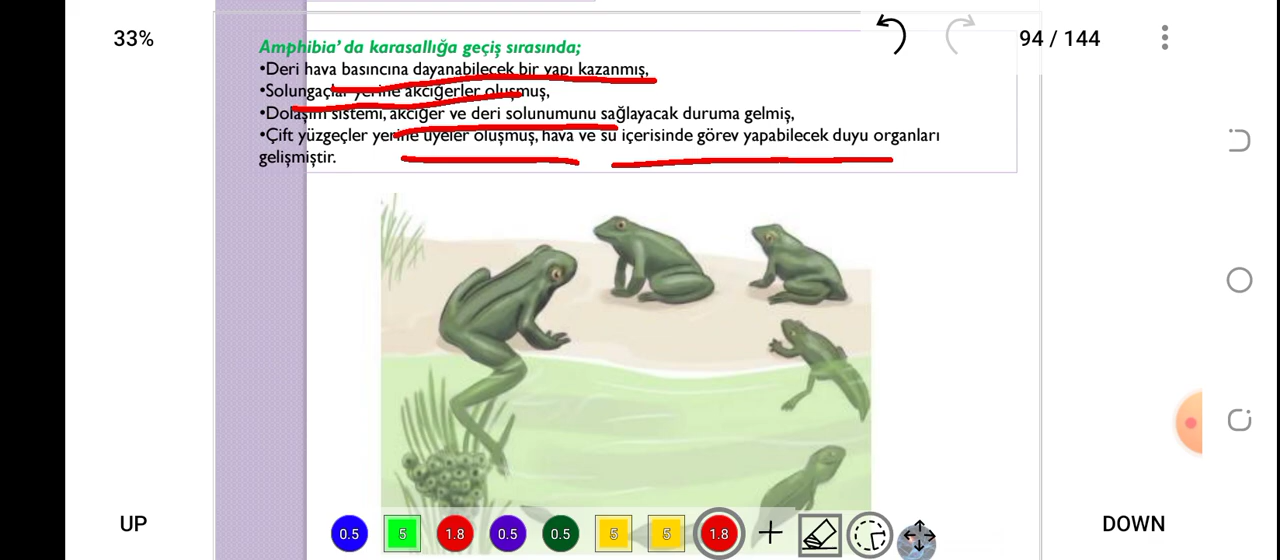 33%
94 / 144
Amphibia' da karasallığa geçiş sırasında;
•Deri hava basıncına dayanabilecek bir yapı kazanmış,
•Solungaçlar yerine akciğerler oluşmuş,
•Dolaşım sistemi, akciğer ve deri solunumunu sağlayacak duruma gelmiş,
•Çift yüzgeçler yerine üyeler oluşmuş, hava ve su içerisinde görev yapabilecek duyu organları
gelişmiştir.
UP
0.5 5 1.8 0.5 0.5 5 5 1.8
DOWN